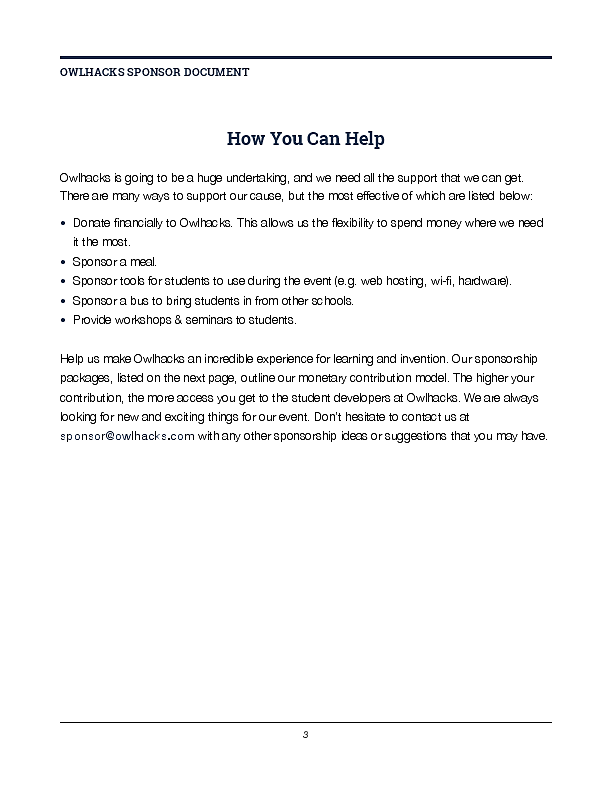 OWLHACKS SPONSOR DOCUMENT
How You Can Help
Owlhacks is going to be a huge undertaking, and we need all the support that we can get.
There are many ways to support our cause, but the most effective of which are listed below:
• Donate financially to Owlhacks. This allows us the flexibility to spend money where we need
it the most.
• Sponsor a meal.
• Sponsor tools for students to use during the event (e.g. web hosting, wi-fi, hardware).
• Sponsor a bus to bring students in from other schools.
• Provide workshops & seminars to students.
Help us make Owlhacks an incredible experience for learning and invention. Our sponsorship
packages, listed on the next page, outline our monetary contribution model. The higher your
contribution, the more access you get to the student developers at Owlhacks. We are always
looking for new and exciting things for our event. Don't hesitate to contact us at
sponsor@owlhacks.com with any other sponsorship ideas or suggestions that you may have.
3